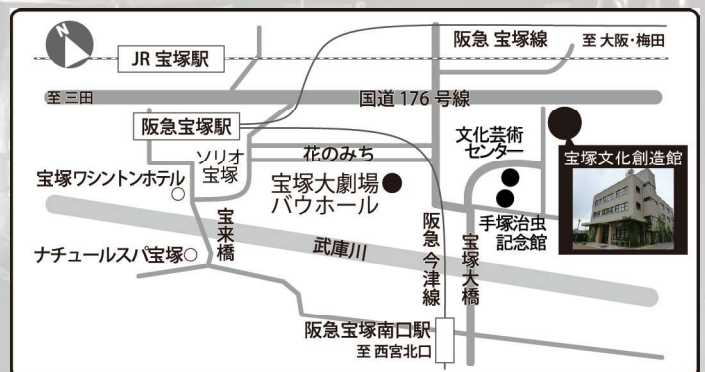 N
JR 宝塚駅
阪急 宝塚線
至 大阪・梅田
至 三田
国道 176 号線
阪急宝塚駅
ソリオ
宝塚
花のみち
文化芸術
センター
宝塚文化創造館
宝塚ワシントンホテル
宝塚大劇場
バウホール
手塚治虫
記念館
宝来橋
武庫川
阪急 今津線
宝塚大橋
ナチュールスパ宝塚
阪急宝塚南口駅
至 西宮北口